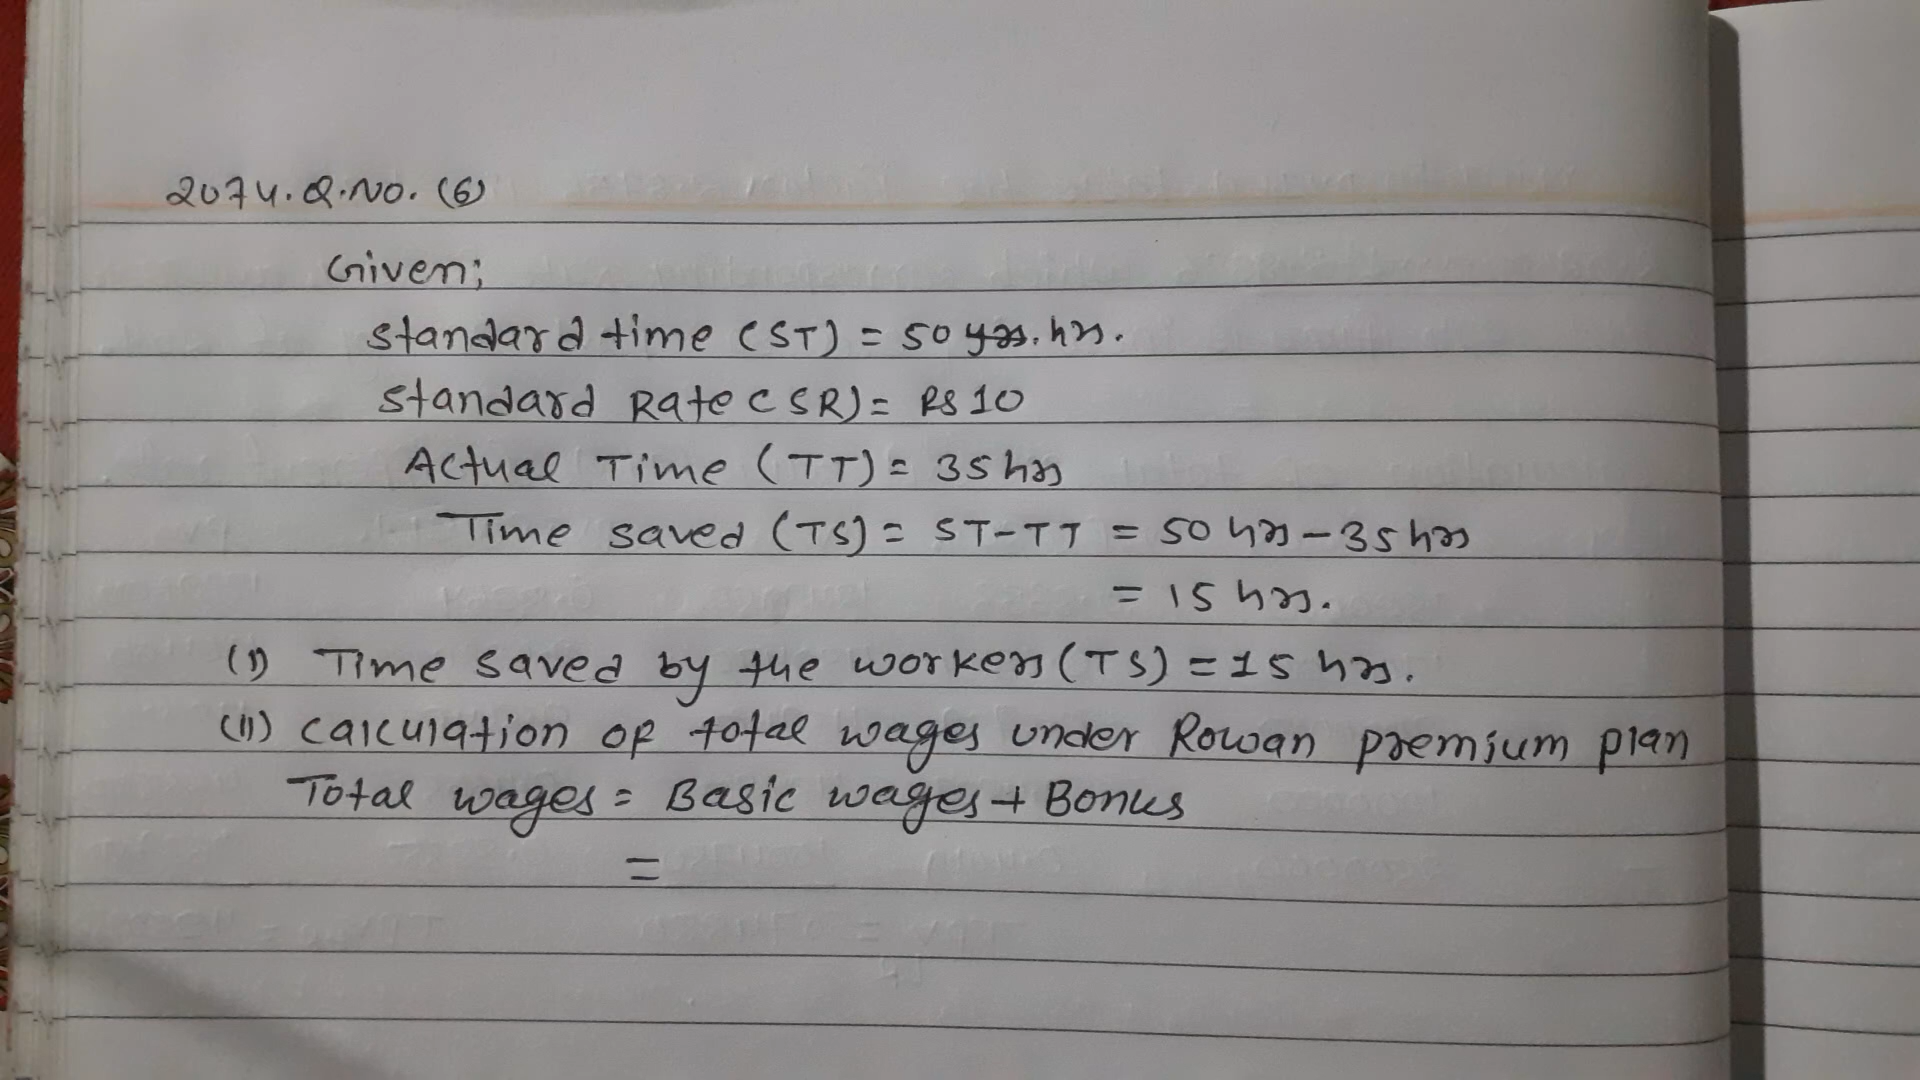 2074. Q.No. (6)
Given;
Standard time (ST) = 50 yrs. hrs.
Standard Rate (SR) = RS 10
Actual Time (TT) = 35 hrs
Time saved (TS) = ST-TT = 50 hrs - 35 hrs
= 15 hrs.
(i) Time saved by the workers (TS) = 15 hrs.
(ii) Calculation of total wages under Rowan premium plan
Total wages = Basic wages + Bonus
=